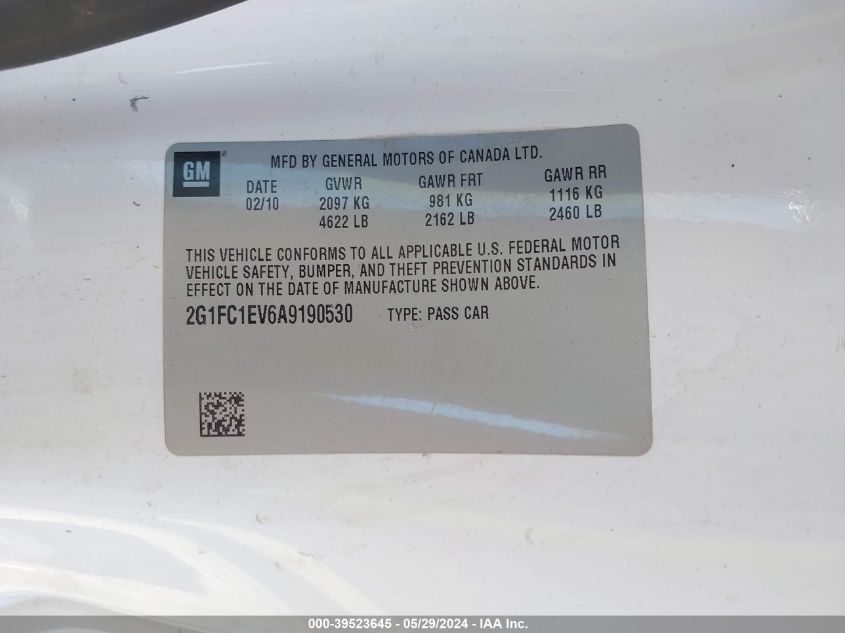 GM®
MFD BY GENERAL MOTORS OF CANADA LTD.
DATE GVWR GAWR FRT GAWR RR
02/10 2097 KG 981 KG 1116 KG
4622 LB 2162 LB 2460 LB
THIS VEHICLE CONFORMS TO ALL APPLICABLE U.S. FEDERAL MOTOR
VEHICLE SAFETY, BUMPER, AND THEFT PREVENTION STANDARDS IN
EFFECT ON THE DATE OF MANUFACTURE SHOWN ABOVE.
2G1FC1EV6A9190530 TYPE: PASS CAR
000-39523645 - 05/29/2024 - IAA Inc.